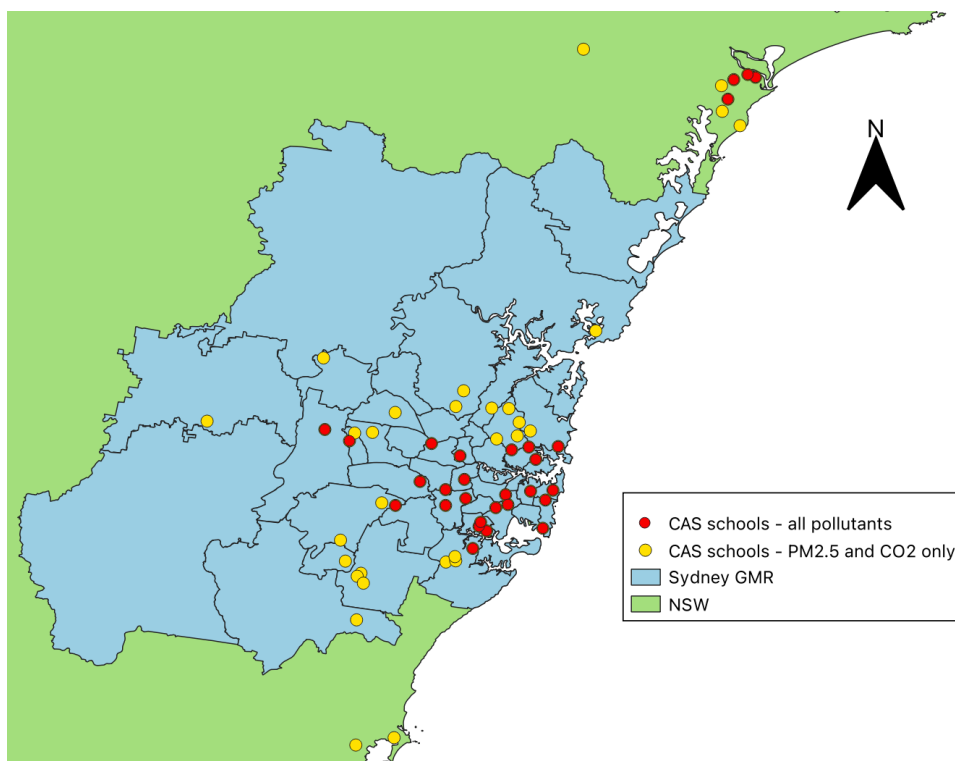 N
CAS schools - all pollutants
CAS schools - PM2.5 and CO2 only
Sydney GMR
NSW